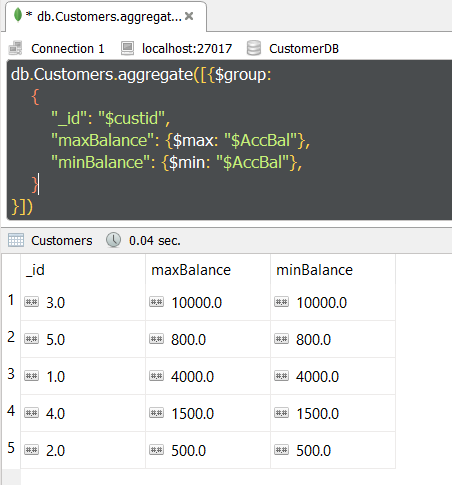 * db.Customers.aggregat...
Connection 1 localhost:27017 CustomerDB
db.Customers.aggregate([{$group:
{
"_id": "$custid",
"maxBalance": {$max: "$AccBal"},
"minBalance": {$min: "$AccBal"},
}
}])
Customers 0.04 sec.
_id maxBalance minBalance
1 3.0 10000.0 10000.0
2 5.0 800.0 800.0
3 1.0 4000.0 4000.0
4 4.0 1500.0 1500.0
5 2.0 500.0 500.0